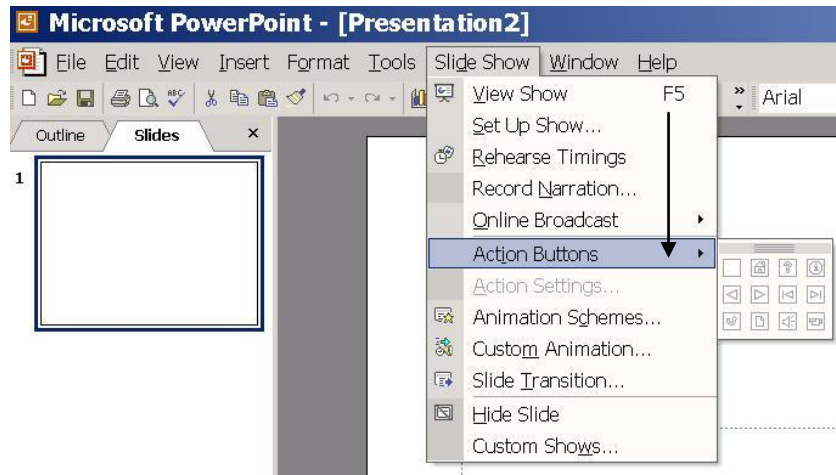 Microsoft PowerPoint - [Presentation2]
File Edit View Insert Format Tools Slide Show Window Help
ABC
» Arial
Outline Slides ×
1
View Show F5
Set Up Show...
Rehearse Timings
Record Narration...
Online Broadcast
Action Buttons
Action Settings...
Animation Schemes...
Custom Animation...
Slide Transition...
Hide Slide
Custom Shows...